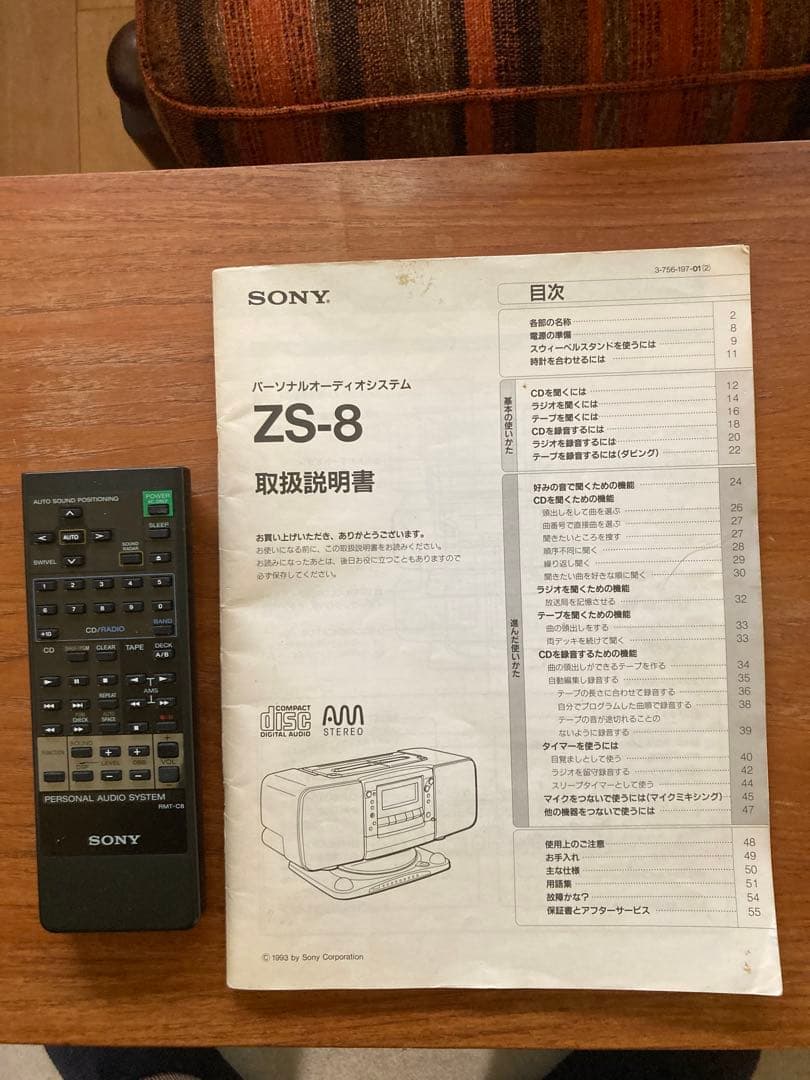 SONY®
3-756-197-01(2)
パーソナルオーディオシステム
ZS-8
取扱説明書
お買い上げいただき、ありがとうございます。
お使いになる前に、この取扱説明書をお読みください。
お読みになったあとは、後日お役に立つこともありますので
必ず保存してください。
COMPACT
disc
DIGITAL AUDIO
AM
STEREO
© 1993 by Sony Corporation
目次
各部の名称 2
電源の準備 8
スウィーベルスタンドを使うには 9
時計を合わせるには 11
基本の使いかた
CDを聞くには 12
ラジオを聞くには 14
テープを聞くには 16
CDを録音するには 18
ラジオを録音するには 20
テープを録音するには(ダビング) 22
進んだ使いかた
好みの音で聞くための機能 24
CDを聞くための機能
頭出しをして曲を選ぶ 26
曲番号で直接曲を選ぶ 27
聞きたいところを捜す 27
順序不同に聞く 28
繰り返し聞く 29
聞きたい曲を好きな順に聞く 30
ラジオを聞くための機能
放送局を記憶させる 32
テープを聞くための機能
曲の頭出しをする 33
両デッキを続けて聞く 33
CDを録音するための機能
曲の頭出しができるテープを作る 34
自動編集し録音する 35
テープの長さに合わせて録音する 36
自分でプログラムした曲順で録音する 38
テープの音が途切れることの
ないように録音する 39
タイマーを使うには
目覚ましとして使う 40
ラジオを留守録音する 42
スリープタイマーとして使う 44
マイクをつないで使うには(マイクミキシング) 45
他の機器をつないで使うには 47
使用上のご注意 48
お手入れ 49
主な仕様 50
用語集 51
故障かな? 54
保証書とアフターサービス 55
AUTO SOUND POSITIONING
POWER
AC ONLY
SLEEP
AUTO
SOUND
RADAR
SWIVEL
1 2 3 4 5
6 7 8 9 0
+10
CD/RADIO
BAND
CD
CLEAR
TAPE
DECK
A/B
AMS
REPEAT
CHECK
SPACE
FUNCTION
SOUND
DSP
LEVEL
DBB
VOL
PERSONAL AUDIO SYSTEM
RMT-C8
SONY